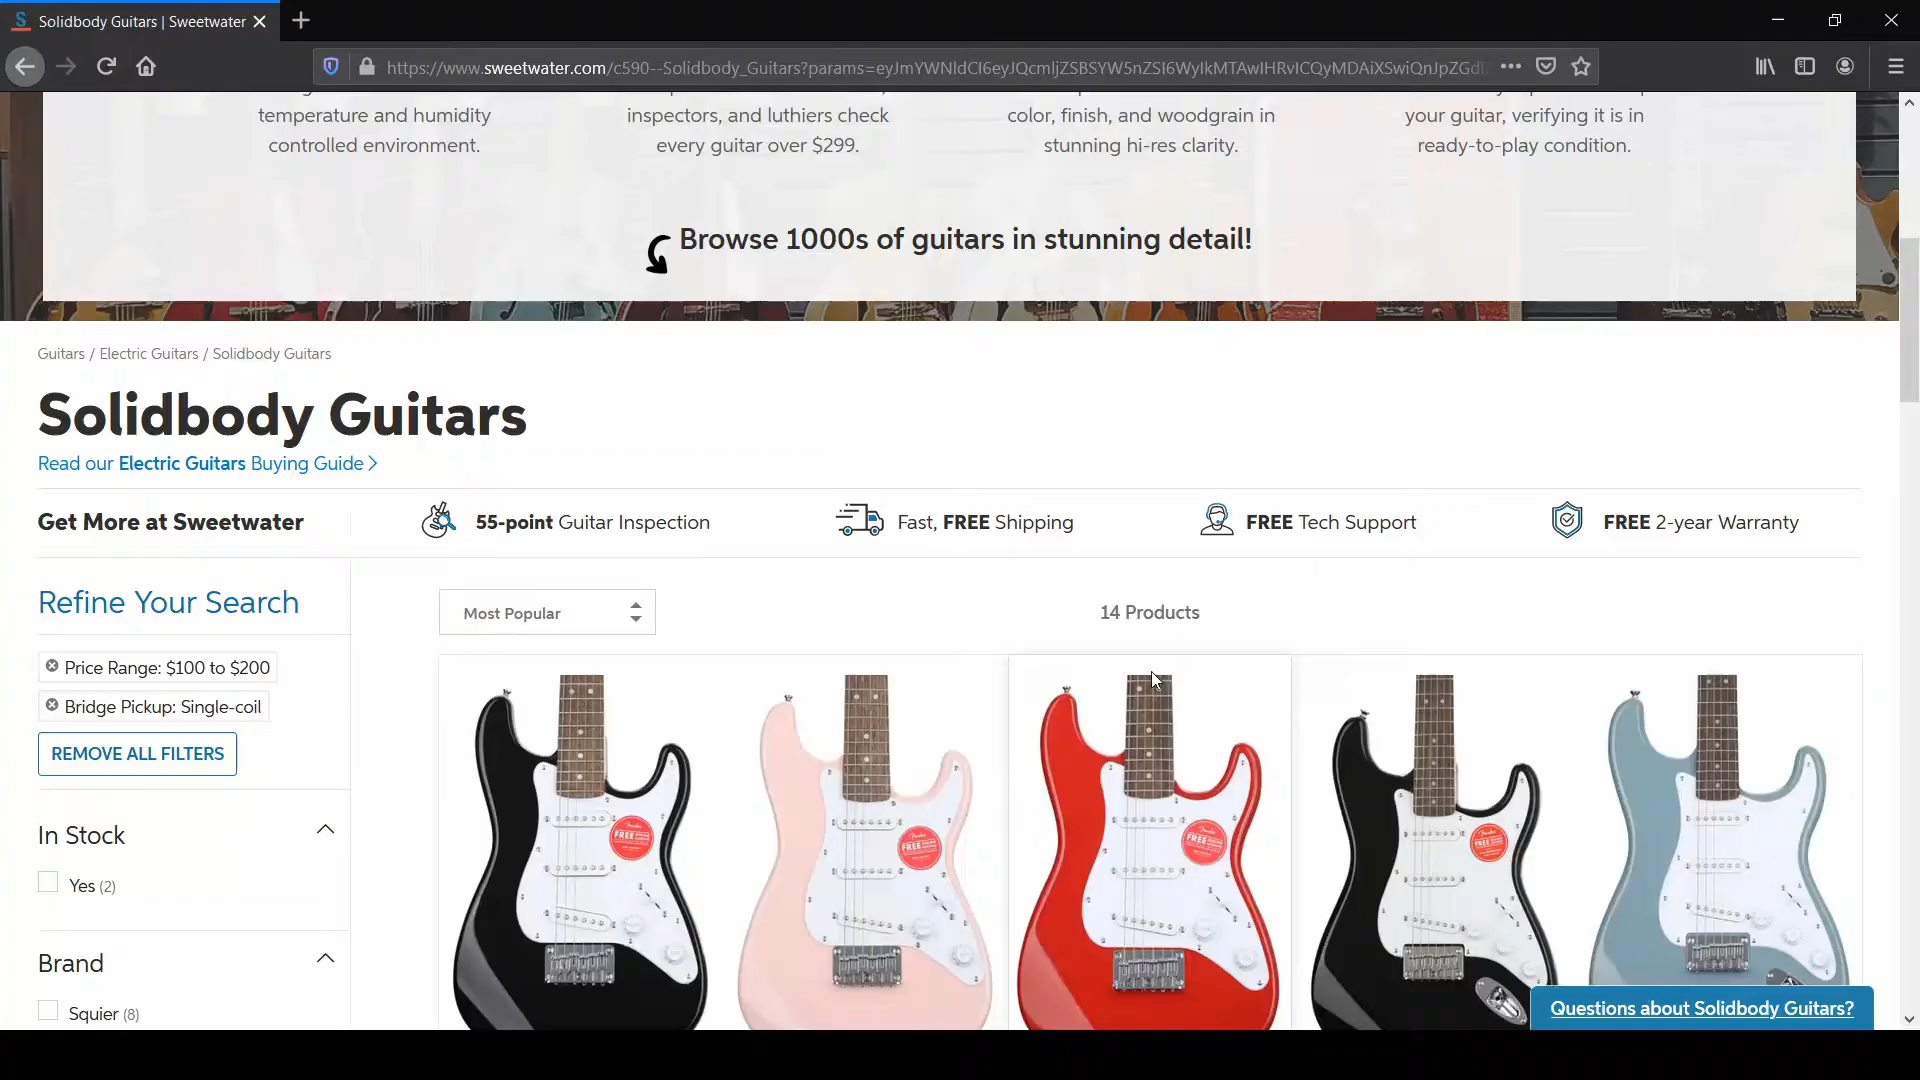 Solidbody Guitars | Sweetwater
https://www.sweetwater.com/c590--Solidbody_Guitars?params=
temperature and humidity
controlled environment.
inspectors, and luthiers check
every guitar over $299.
color, finish, and woodgrain in
stunning hi-res clarity.
your guitar, verifying it is in
ready-to-play condition.
Browse 1000s of guitars in stunning detail!
Guitars / Electric Guitars / Solidbody Guitars
Solidbody Guitars
Read our Electric Guitars Buying Guide >
Get More at Sweetwater
55-point Guitar Inspection
Fast, FREE Shipping
FREE Tech Support
FREE 2-year Warranty
Refine Your Search
Most Popular
14 Products
Price Range: $100 to $200
Bridge Pickup: Single-coil
REMOVE ALL FILTERS
In Stock
Yes (2)
Brand
Squier (8)
FREE
FREE
FREE
FREE
Questions about Solidbody Guitars?